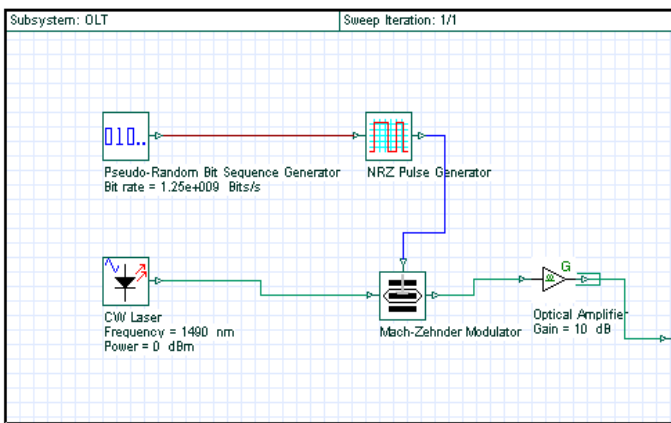 Subsystem: OLT
Sweep Iteration: 1/1
010..
Pseudo-Random Bit Sequence Generator
Bit rate = 1.25e+009 Bits/s
NRZ Pulse Generator
CW Laser
Frequency = 1490 nm
Power = 0 dBm
Mach-Zehnder Modulator
G
Optical Amplifier
Gain = 10 dB